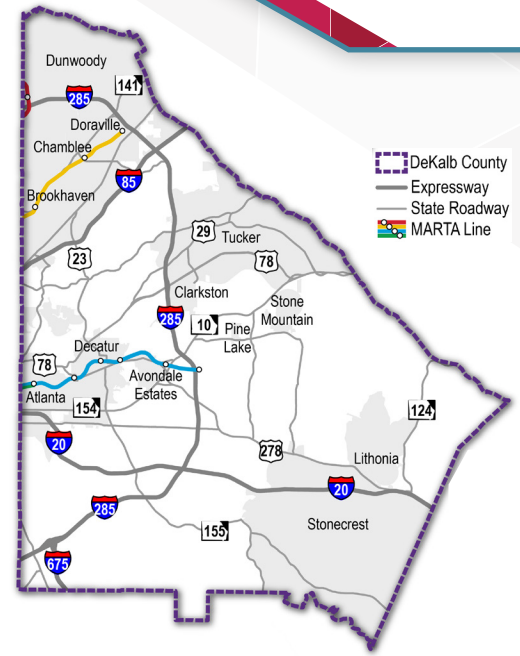 Dunwoody
141
285
Doraville
Chamblee
85
Brookhaven
DeKalb County
Expressway
State Roadway
MARTA Line
29
Tucker
23
78
Clarkston
285
10
Stone
Mountain
Pine
Lake
Decatur
78
Avondale
Estates
Atlanta
154
124
20
278
Lithonia
20
285
Stonecrest
155
675